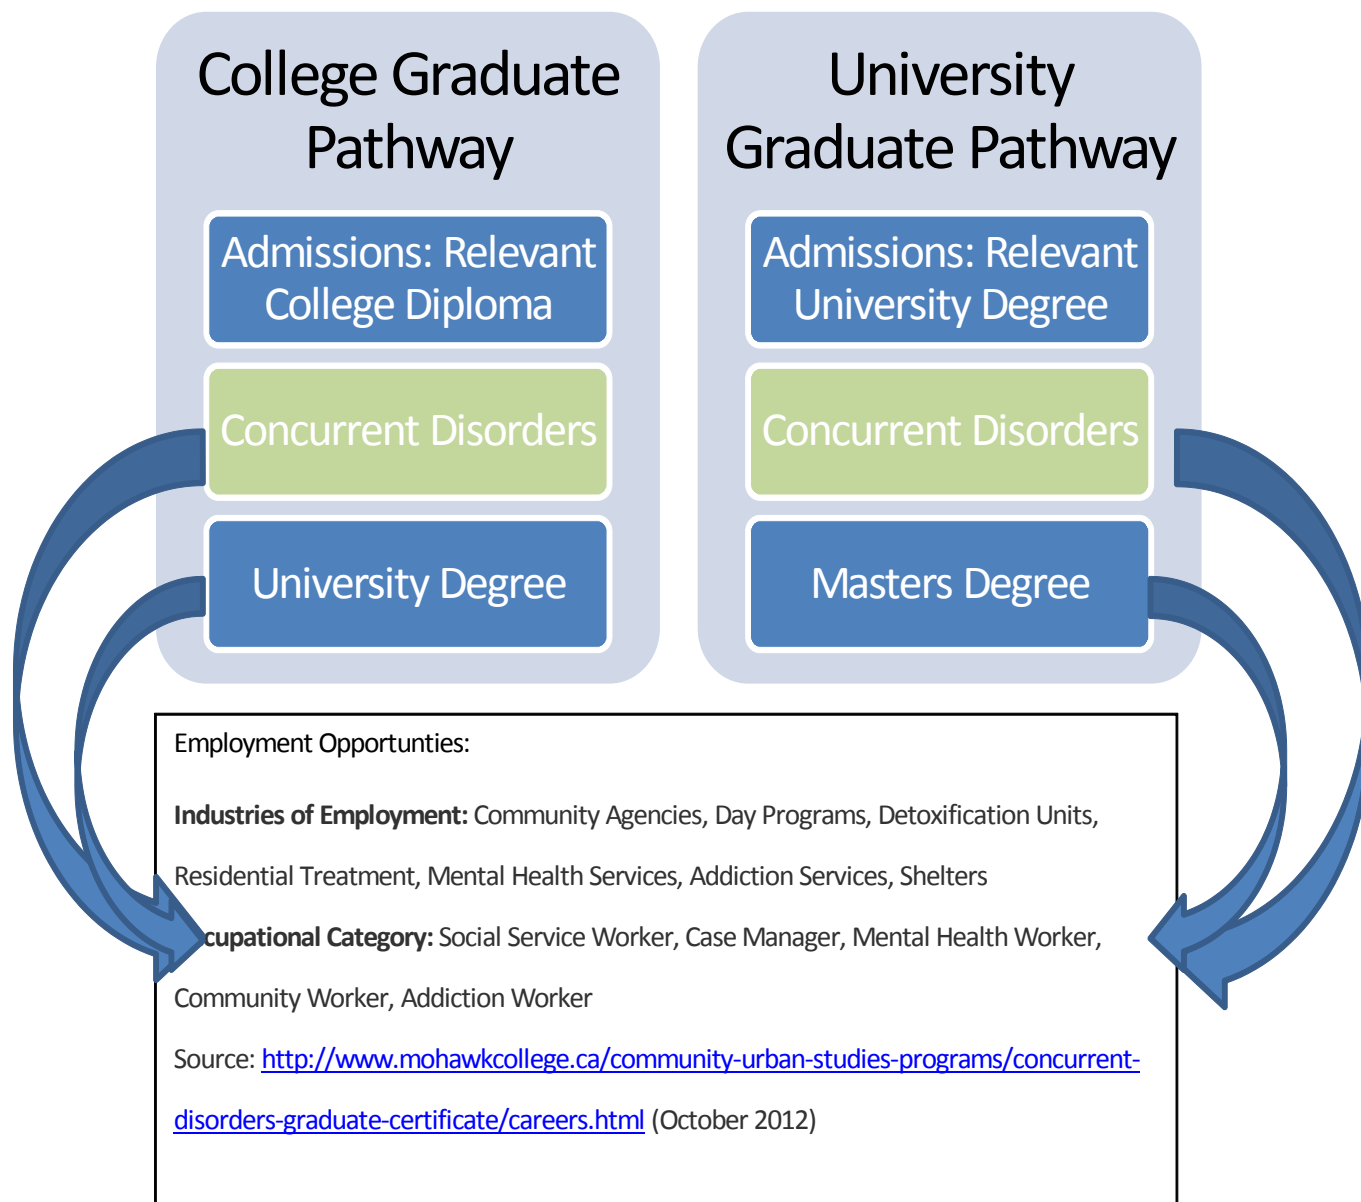 College Graduate
Pathway
Admissions: Relevant
College Diploma
Concurrent Disorders
University Degree
University
Graduate Pathway
Admissions: Relevant
University Degree
Concurrent Disorders
Masters Degree
Employment Opportunties:
Industries of Employment: Community Agencies, Day Programs, Detoxification Units,
Residential Treatment, Mental Health Services, Addiction Services, Shelters
cupational Category: Social Service Worker, Case Manager, Mental Health Worker,
Community Worker, Addiction Worker
Source: http://www.mohawkcollege.ca/community-urban-studies-programs/concurrent-
disorders-graduate-certificate/careers.html (October 2012)